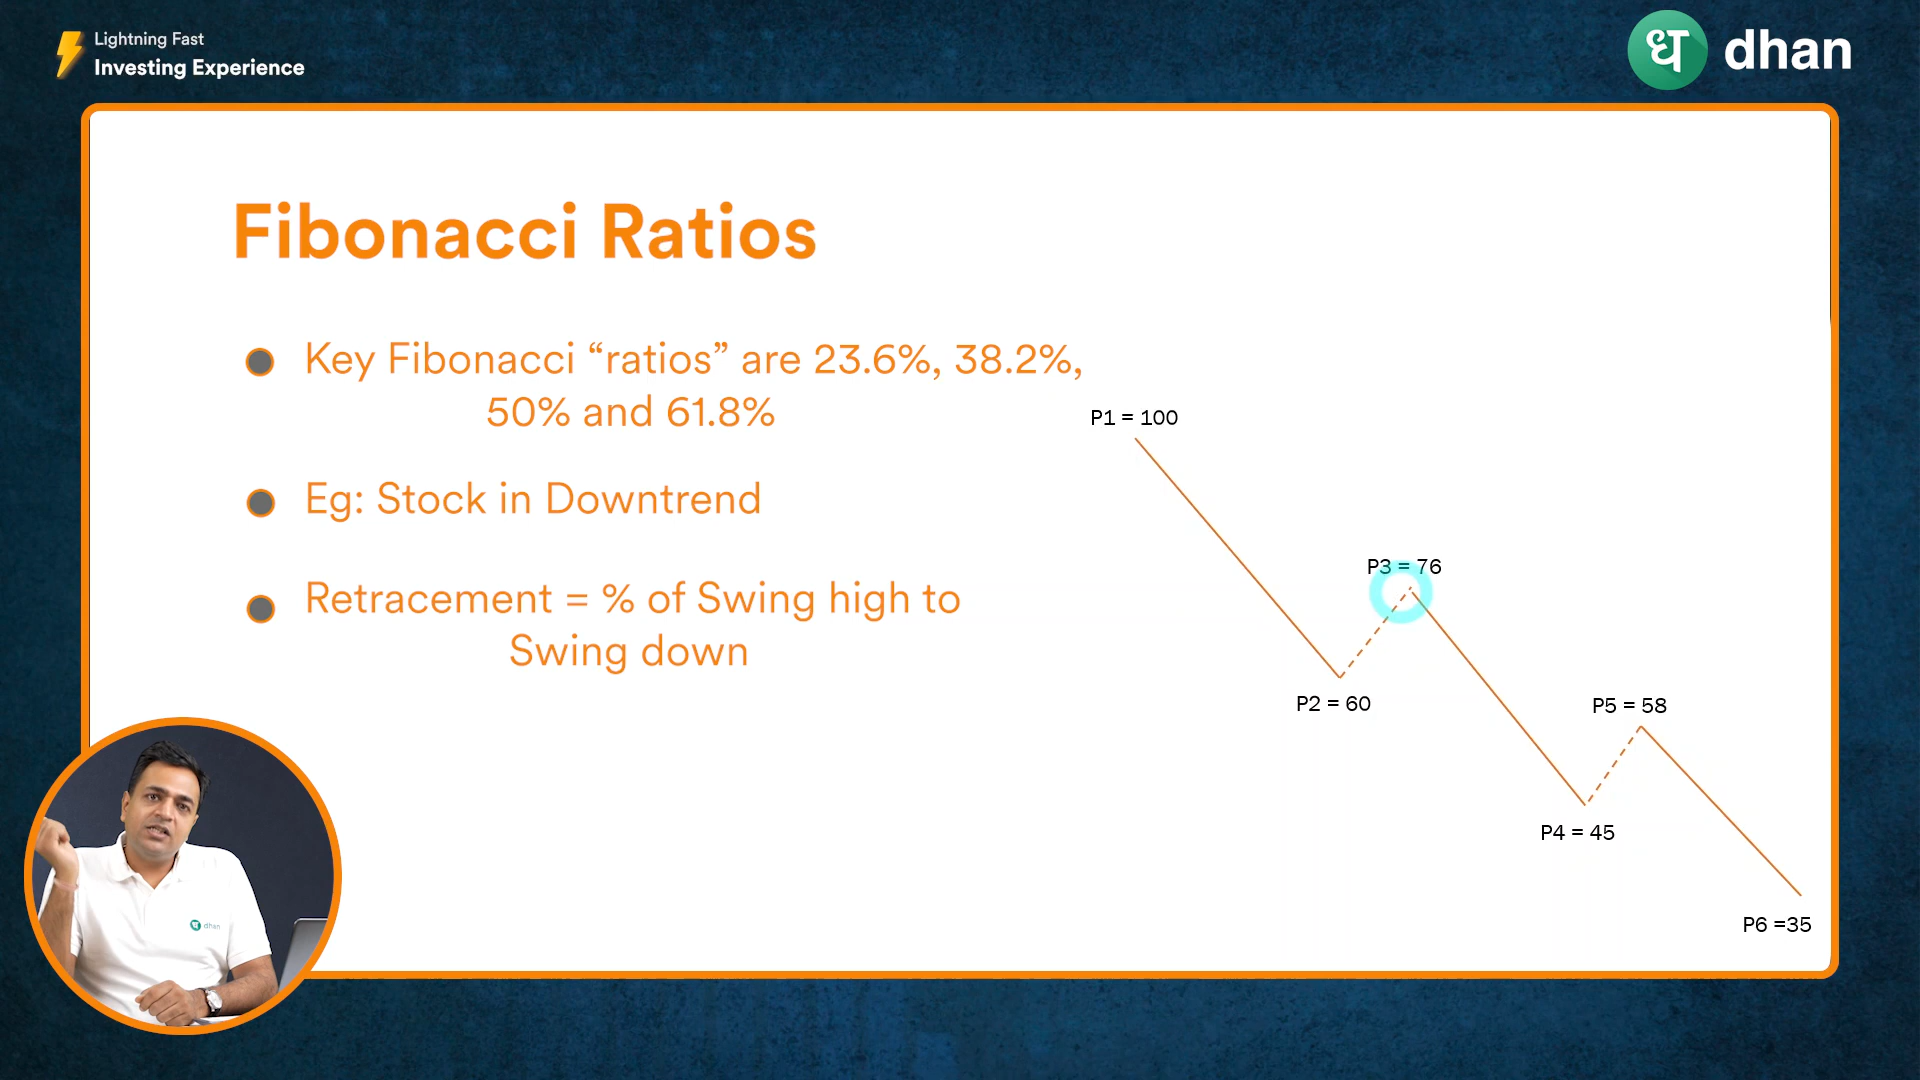 Lightning Fast
Investing Experience
ध dhan
Fibonacci Ratios
Key Fibonacci “ratios” are 23.6%, 38.2%,
50% and 61.8%
Eg: Stock in Downtrend
Retracement = % of Swing high to
Swing down
P1 = 100
P3 = 76
P2 = 60
P5 = 58
P4 = 45
P6 =35
ध dhan